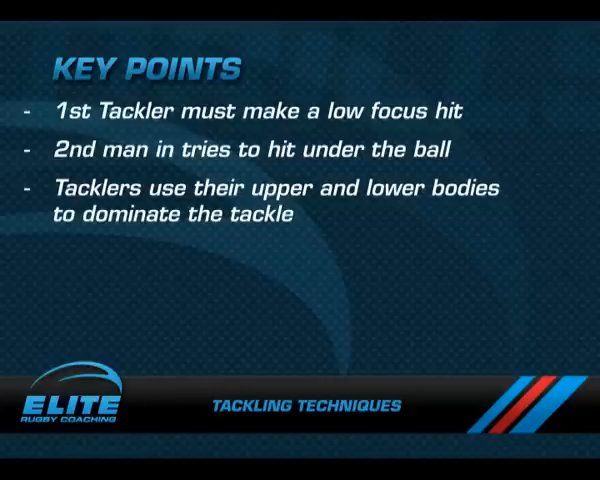 KEY POINTS
- 1st Tackler must make a low focus hit
- 2nd man in tries to hit under the ball
- Tacklers use their upper and lower bodies
to dominate the tackle
ELITE
RUGBY COACHING
TACKLING TECHNIQUES